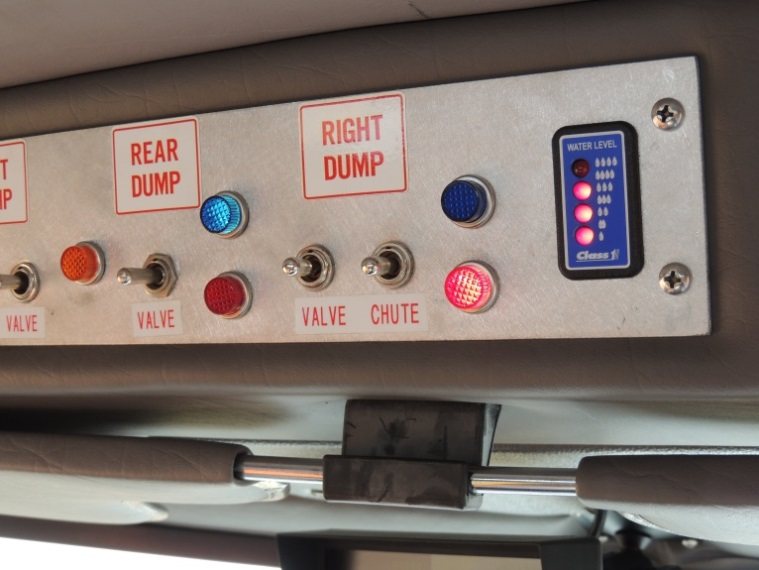 REAR
DUMP
RIGHT
DUMP
WATER LEVEL
Class 1
VALVE
VALVE
VALVE CHUTE